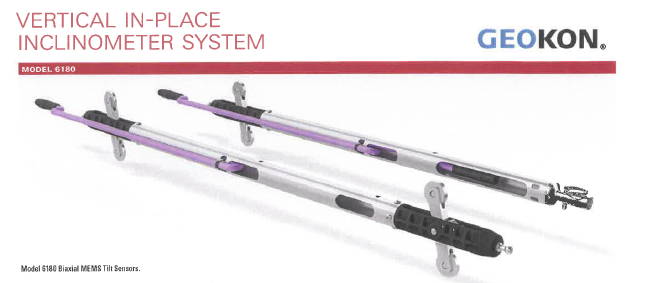 VERTICAL IN-PLACE
INCLINOMETER SYSTEM
GEOKON®
MODEL 6180
Model 6180 Biaxial MEMS Tilt Sensors.